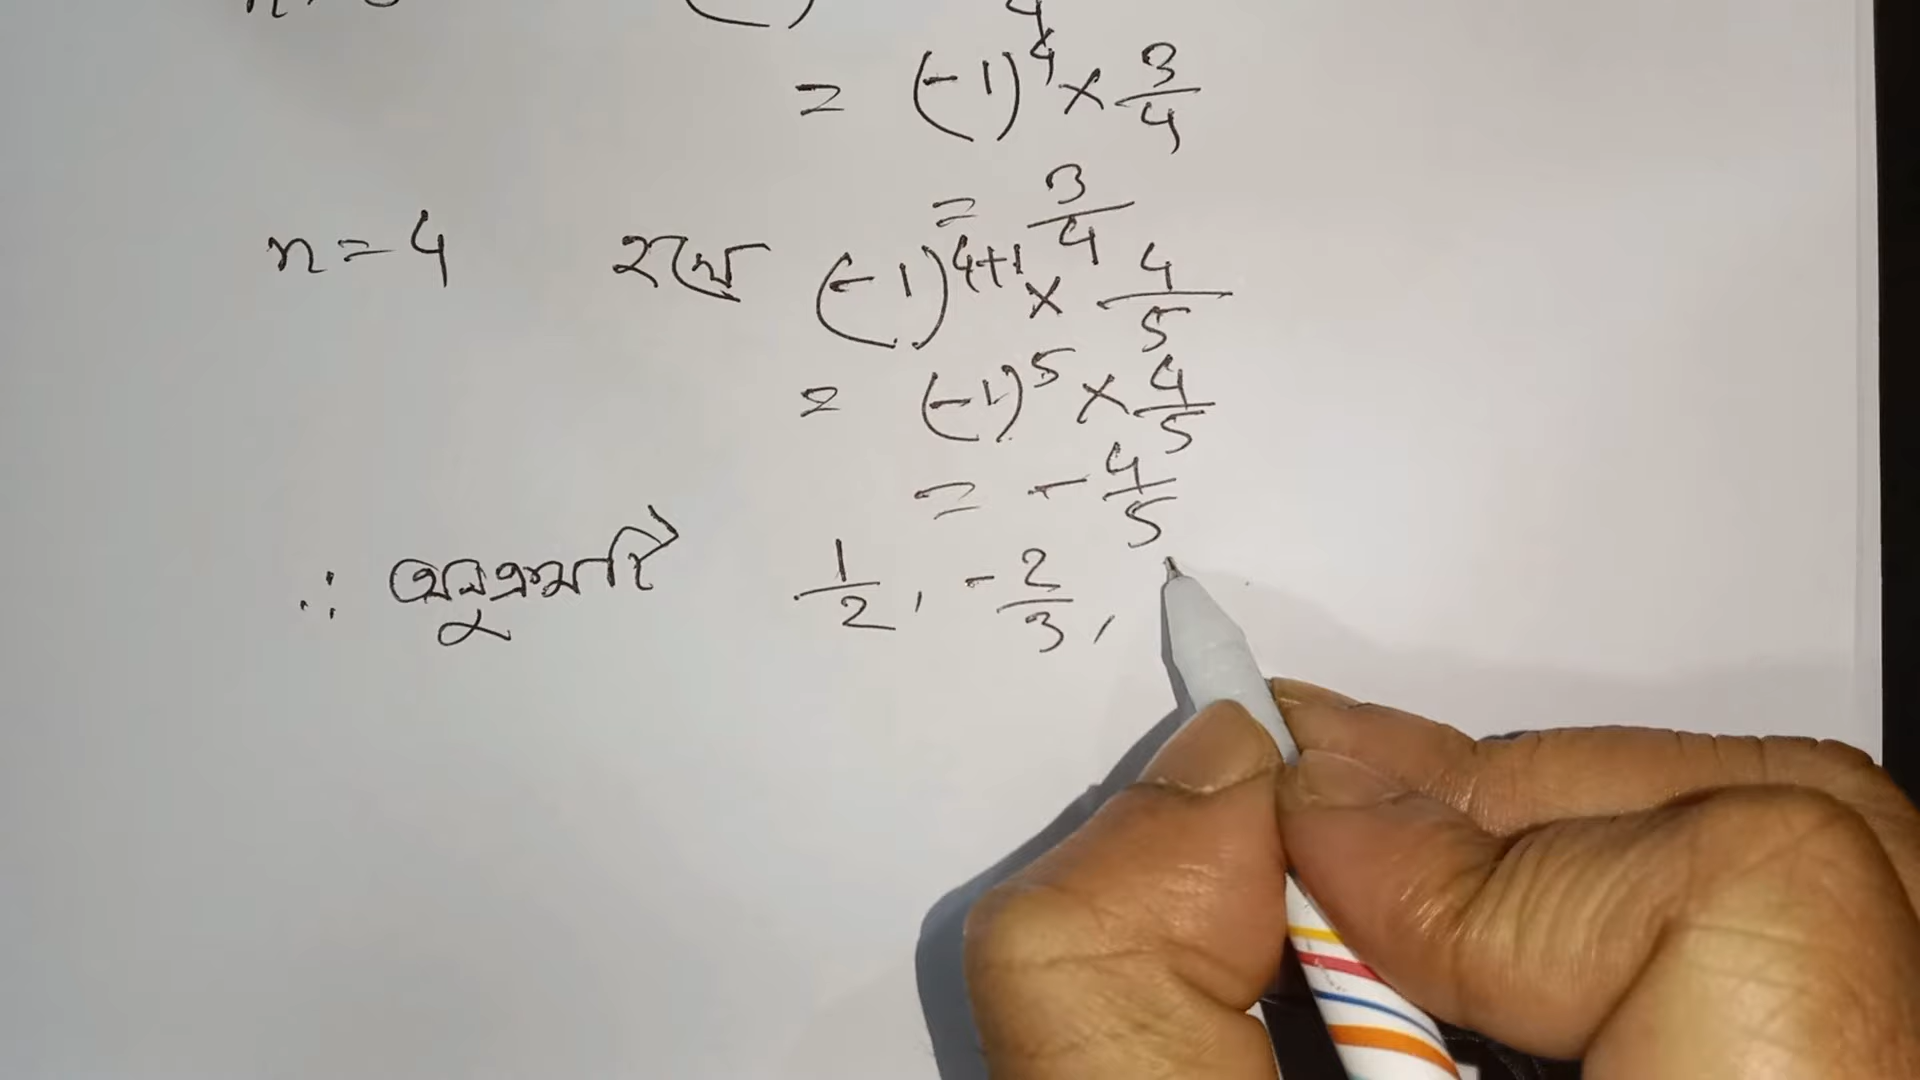 = (-1)^4 × 3/4
= 3/4
n = 4 হলে (-1)^{4+1} × 4/5
= (-1)^5 × 4/5
= - 4/5
∴ অনুক্রমটি 1/2, - 2/3,